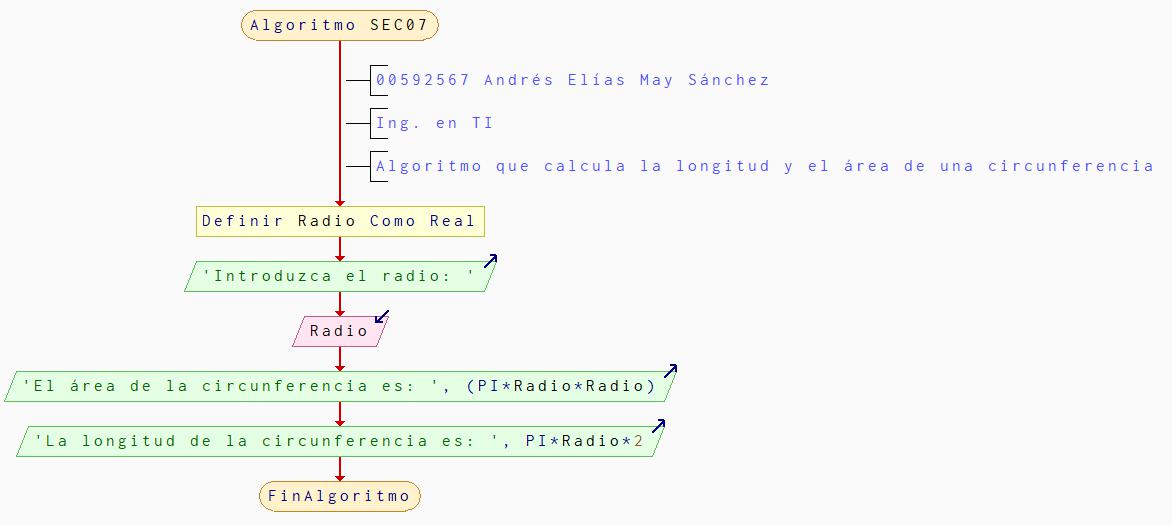 Algoritmo SEC07
00592567 Andrés Elías May Sánchez
Ing. en TI
Algoritmo que calcula la longitud y el área de una circunferencia
Definir Radio Como Real
'Introduzca el radio: '
Radio
'El área de la circunferencia es: ', (PI*Radio*Radio)
'La longitud de la circunferencia es: ', PI*Radio*2
FinAlgoritmo